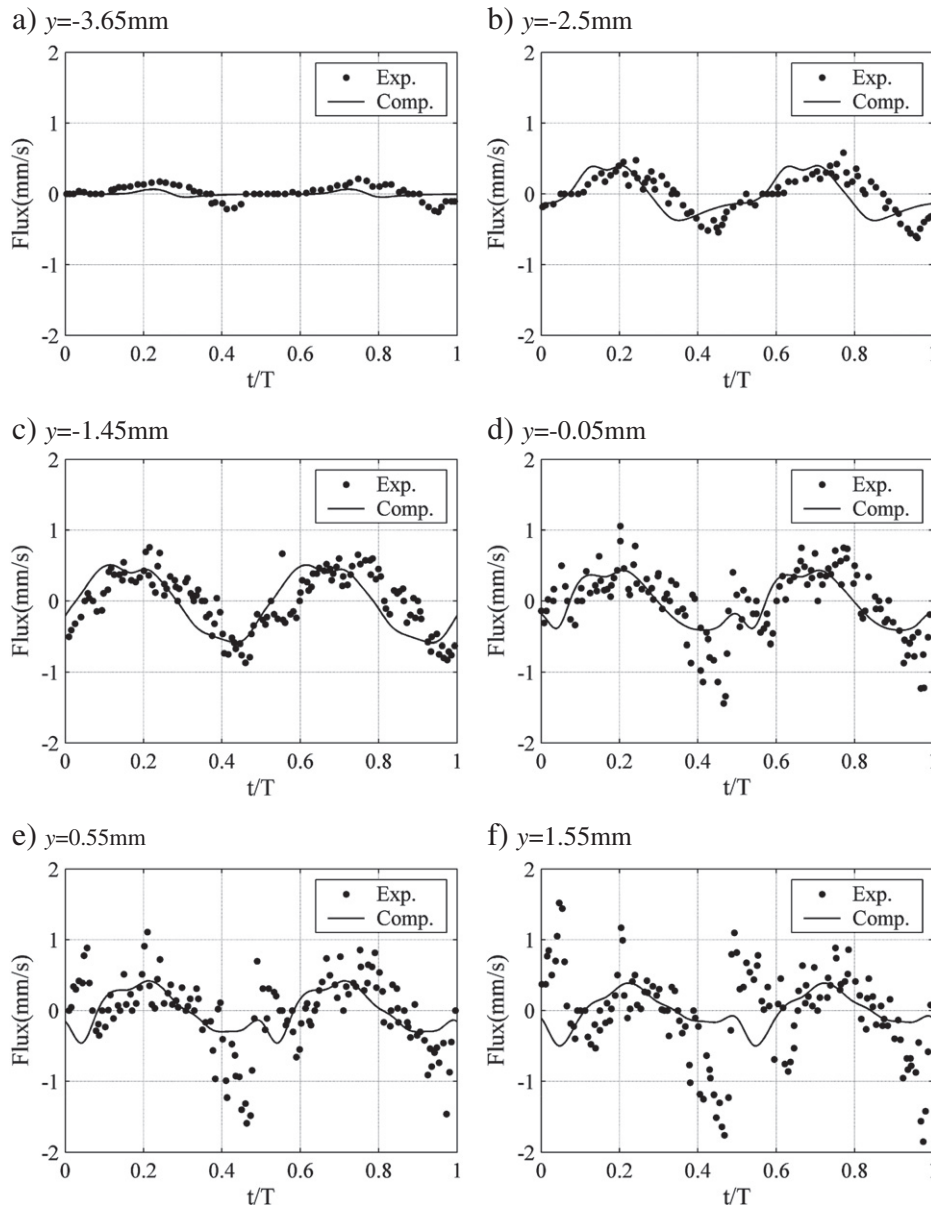 a) y=-3.65mm
2
1
0
-1
-2
Flux(mm/s)
Exp.
Comp.
0 0.2 0.4 0.6 0.8 1
t/T
b) y=-2.5mm
2
1
0
-1
-2
Flux(mm/s)
Exp.
Comp.
0 0.2 0.4 0.6 0.8 1
t/T
c) y=-1.45mm
2
1
0
-1
-2
Flux(mm/s)
Exp.
Comp.
0 0.2 0.4 0.6 0.8 1
t/T
d) y=-0.05mm
2
1
0
-1
-2
Flux(mm/s)
Exp.
Comp.
0 0.2 0.4 0.6 0.8 1
t/T
e) y=0.55mm
2
1
0
-1
-2
Flux(mm/s)
Exp.
Comp.
0 0.2 0.4 0.6 0.8 1
t/T
f) y=1.55mm
2
1
0
-1
-2
Flux(mm/s)
Exp.
Comp.
0 0.2 0.4 0.6 0.8 1
t/T